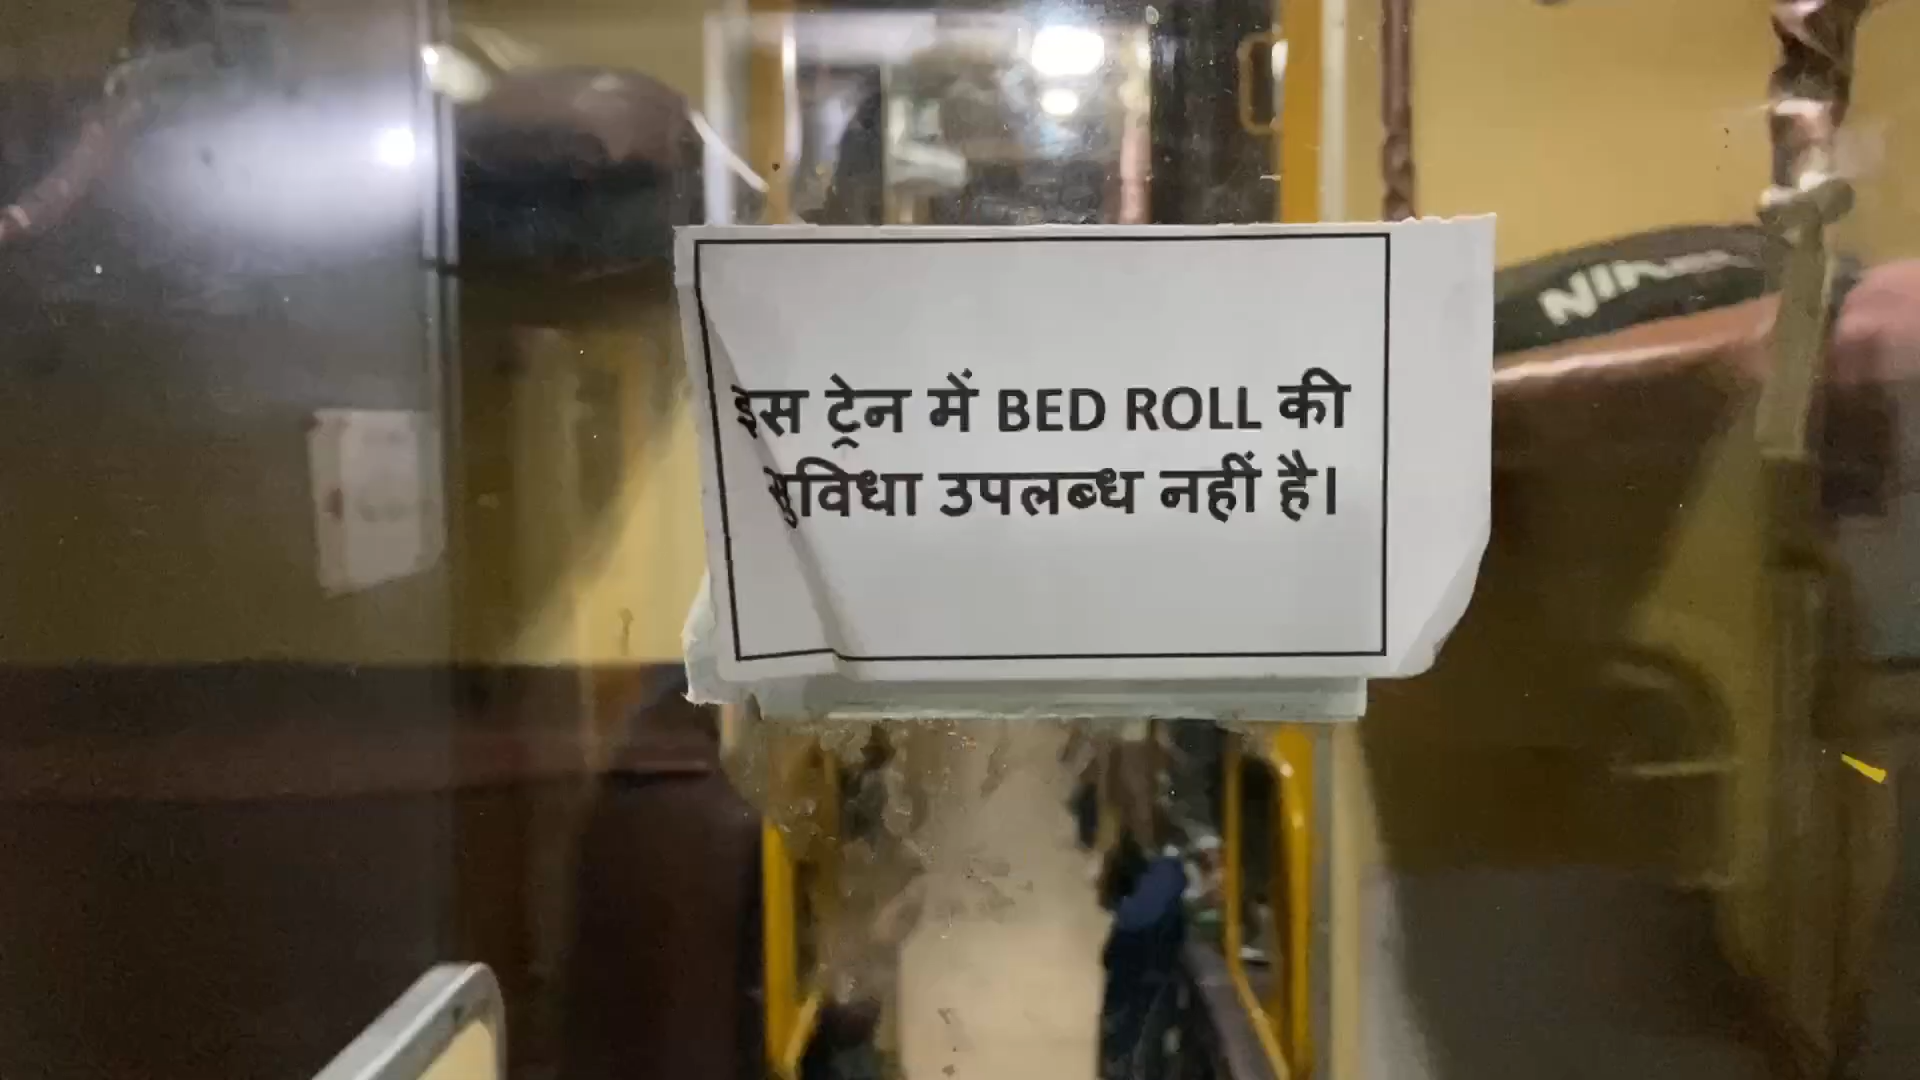 इस ट्रेन में BED ROLL की
सुविधा उपलब्ध नहीं है।